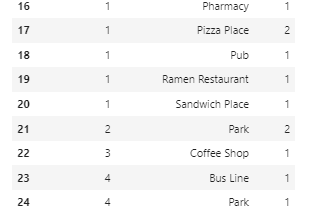 16 1 Pharmacy 1
17 1 Pizza Place 2
18 1 Pub 1
19 1 Ramen Restaurant 1
20 1 Sandwich Place 1
21 2 Park 2
22 3 Coffee Shop 1
23 4 Bus Line 1
24 4 Park 1